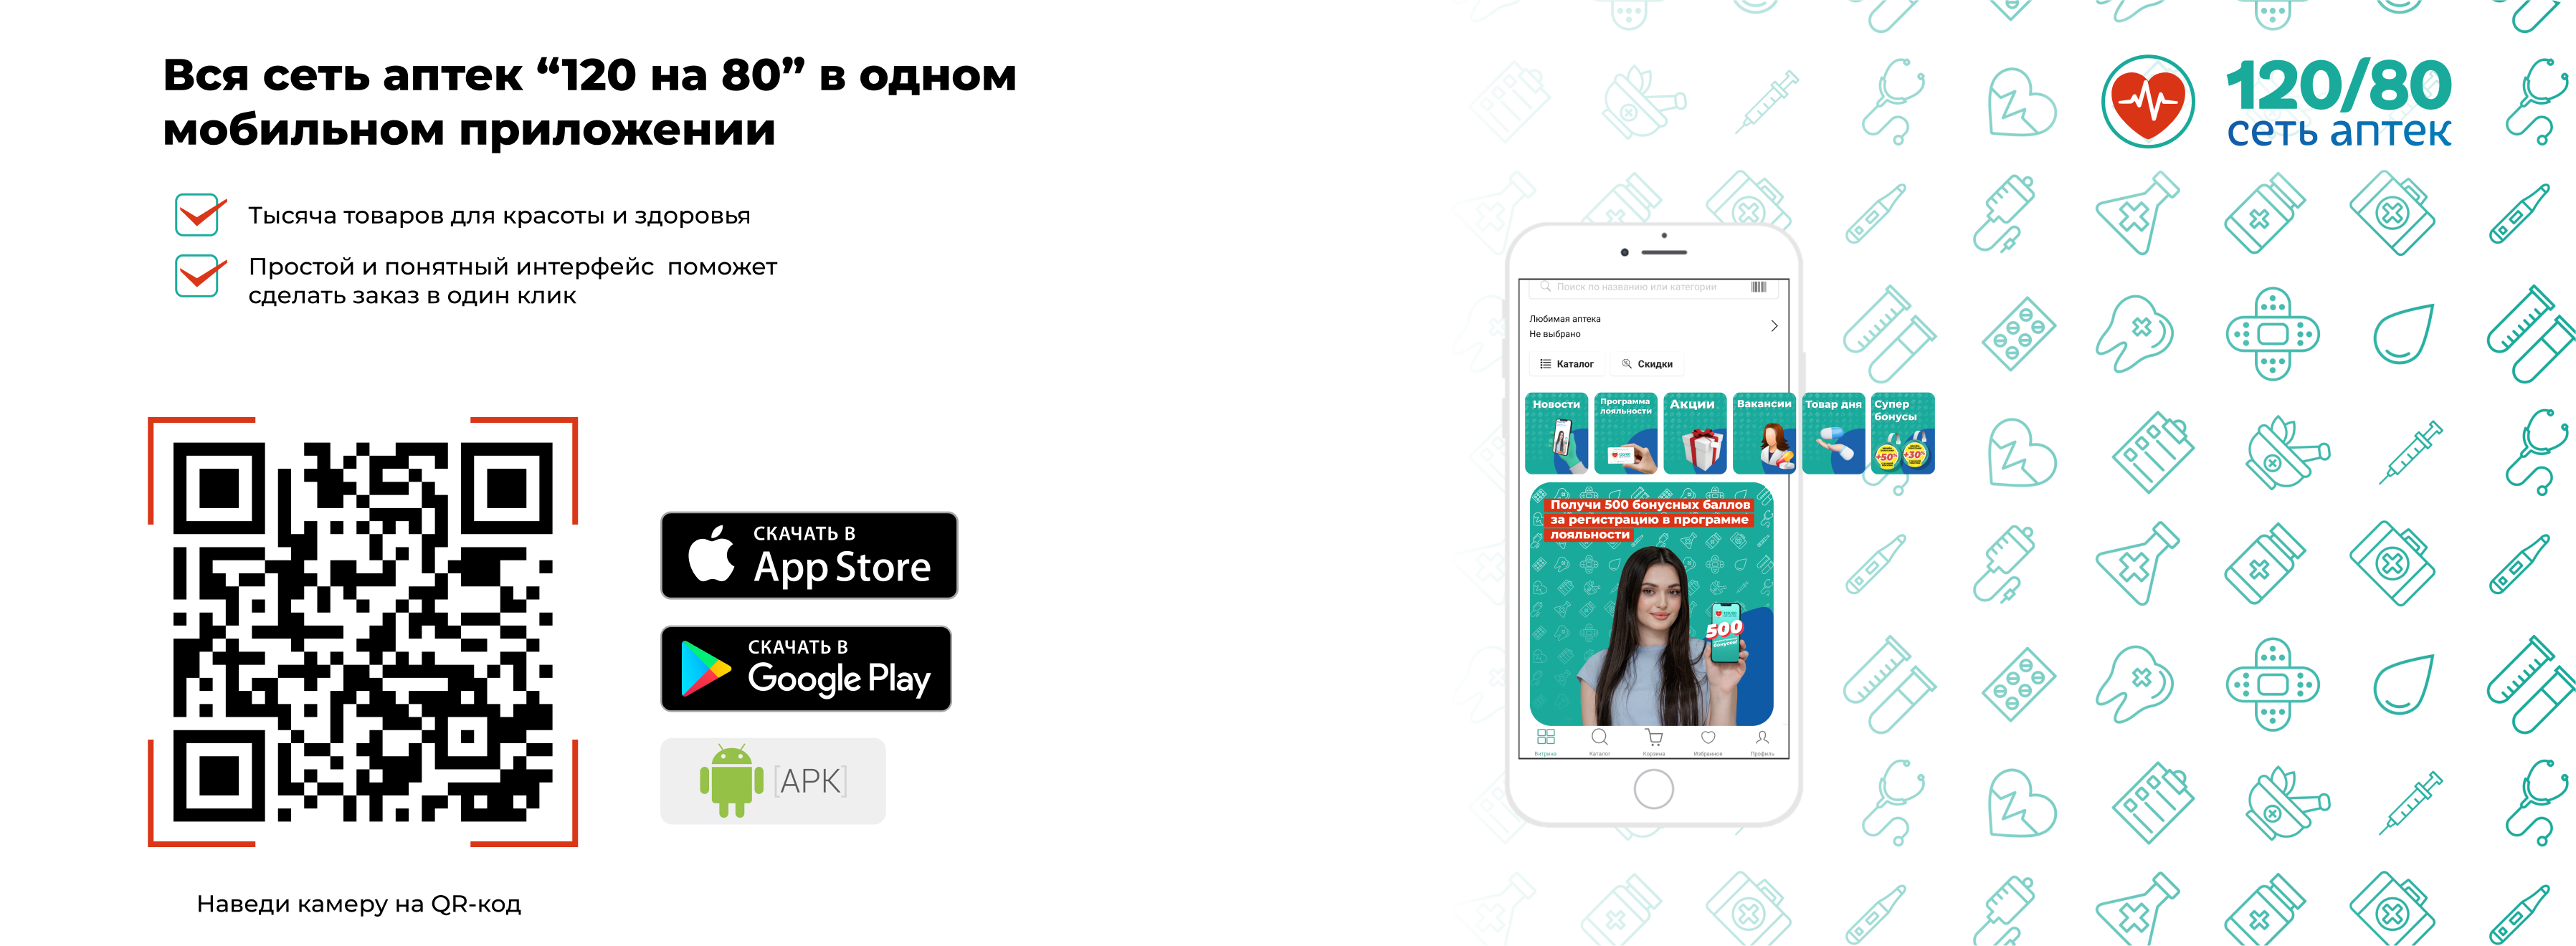 Вся сеть аптек “120 на 80” в одном
мобильном приложении
Тысяча товаров для красоты и здоровья
Простой и понятный интерфейс  поможет
сделать заказ в один клик
СКАЧАТЬ В
App Store
СКАЧАТЬ В
Google Play
[APK]
Наведи камеру на QR-код
120/80
сеть аптек
Поиск по названию или категории
Любимая аптека
Не выбрано
Каталог
Скидки
Новости
Программа
лояльности
Акции
Вакансии
Товар дня
Супер
бонусы
+50%
+30%
Получи 500 бонусных баллов
за регистрацию в программе
лояльности
500
Витрина
Каталог
Корзина
Избранное
Профиль